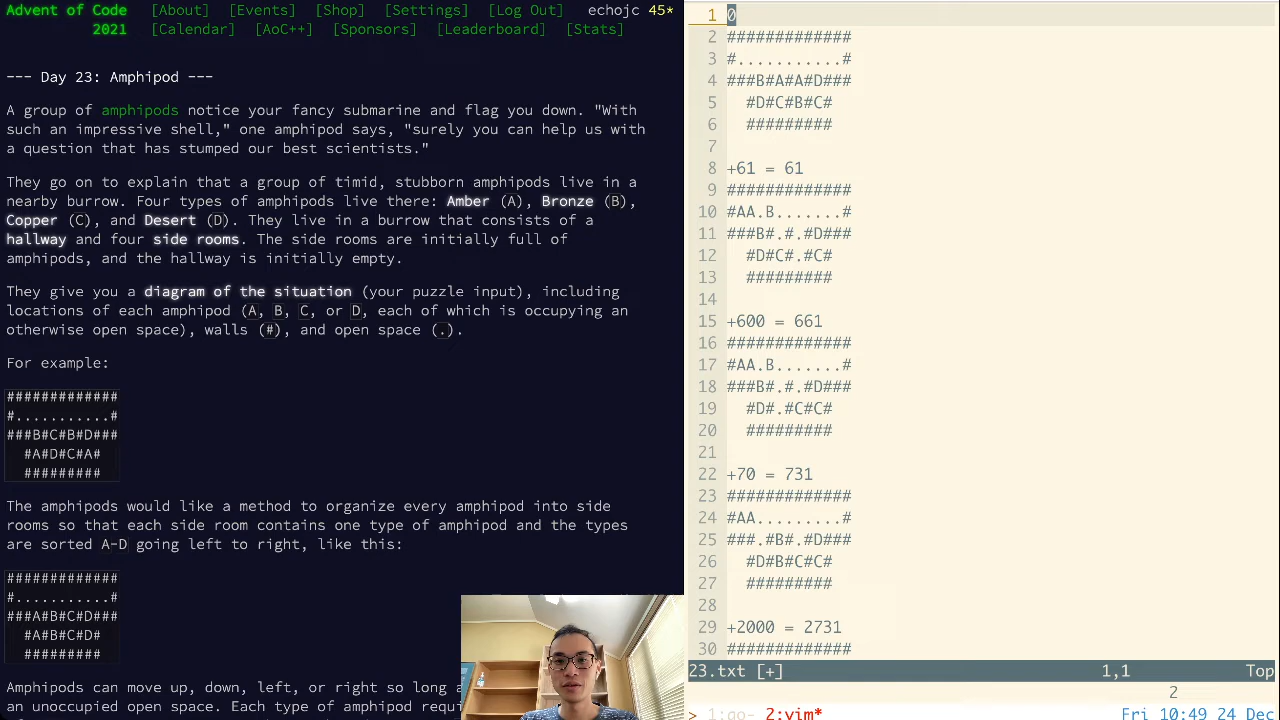 Advent of Code [About] [Events] [Shop] [Settings] [Log Out] echojc 45*
2021 [Calendar] [AoC++] [Sponsors] [Leaderboard] [Stats]
--- Day 23: Amphipod ---
A group of amphipods notice your fancy submarine and flag you down. "With
such an impressive shell," one amphipod says, "surely you can help us with
a question that has stumped our best scientists."
They go on to explain that a group of timid, stubborn amphipods live in a
nearby burrow. Four types of amphipods live there: Amber (A), Bronze (B),
Copper (C), and Desert (D). They live in a burrow that consists of a
hallway and four side rooms. The side rooms are initially full of
amphipods, and the hallway is initially empty.
They give you a diagram of the situation (your puzzle input), including
locations of each amphipod (A, B, C, or D, each of which is occupying an
otherwise open space), walls (#), and open space (.).
For example:
#############
#...........#
###B#C#B#D###
  #A#D#C#A#
  #########
The amphipods would like a method to organize every amphipod into side
rooms so that each side room contains one type of amphipod and the types
are sorted A-D going left to right, like this:
#############
#...........#
###A#B#C#D###
  #A#B#C#D#
  #########
Amphipods can move up, down, left, or right so long a
an unoccupied open space. Each type of amphipod requi
1 0
2 #############
3 #...........#
4 ###B#A#A#D###
5   #D#C#B#C#
6   #########
7
8 +61 = 61
9 #############
10 #AA.B.......#
11 ###B#.#.#D###
12   #D#C#.#C#
13   #########
14
15 +600 = 661
16 #############
17 #AA.B.......#
18 ###B#.#.#D###
19   #D#.#C#C#
20   #########
21
22 +70 = 731
23 #############
24 #AA.........#
25 ###.#B#.#D###
26   #D#B#C#C#
27   #########
28
29 +2000 = 2731
30 #############
23.txt [+] 1,1 Top
2
> 1:go- 2:vim* Fri 10:49 24 Dec